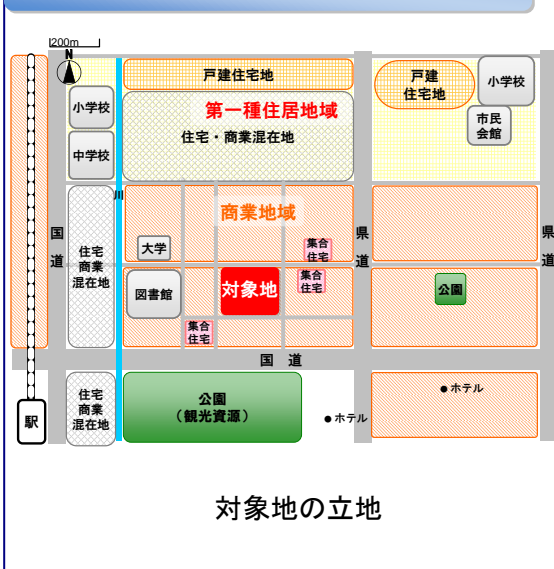 200m
N
戸建住宅地
戸建
住宅地
小学校
小学校
第一種住居地域
市民
会館
住宅・商業混在地
中学校
川
商業地域
国
道
県
道
県
道
大学
集合
住宅
住宅
商業
混在地
図書館
対象地
集合
住宅
公園
集合
住宅
国 道
住宅
商業
混在地
公園
(観光資源)
●ホテル
●ホテル
駅
対象地の立地